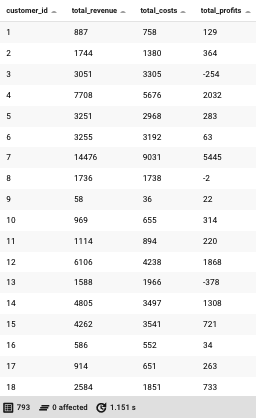 customer_id total_revenue total_costs total_profits
1 887 758 129
2 1744 1380 364
3 3051 3305 -254
4 7708 5676 2032
5 3251 2968 283
6 3255 3192 63
7 14476 9031 5445
8 1736 1738 -2
9 58 36 22
10 969 655 314
11 1114 894 220
12 6106 4238 1868
13 1588 1966 -378
14 4805 3497 1308
15 4262 3541 721
16 586 552 34
17 914 651 263
18 2584 1851 733
793 0 affected 1.151 s